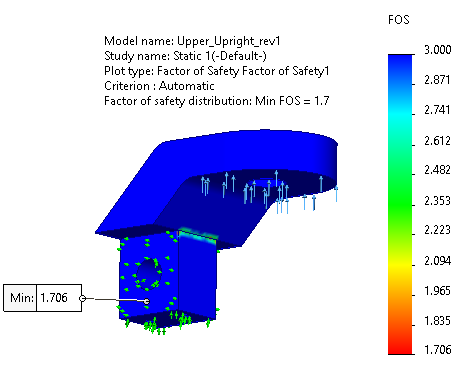 FOS
Model name: Upper_Upright_rev1
Study name: Static 1(-Default-)
Plot type: Factor of Safety Factor of Safety1
Criterion : Automatic
Factor of safety distribution: Min FOS = 1.7
3.000
2.871
2.741
2.612
2.482
2.353
2.223
2.094
1.965
1.835
1.706
Min: 1.706